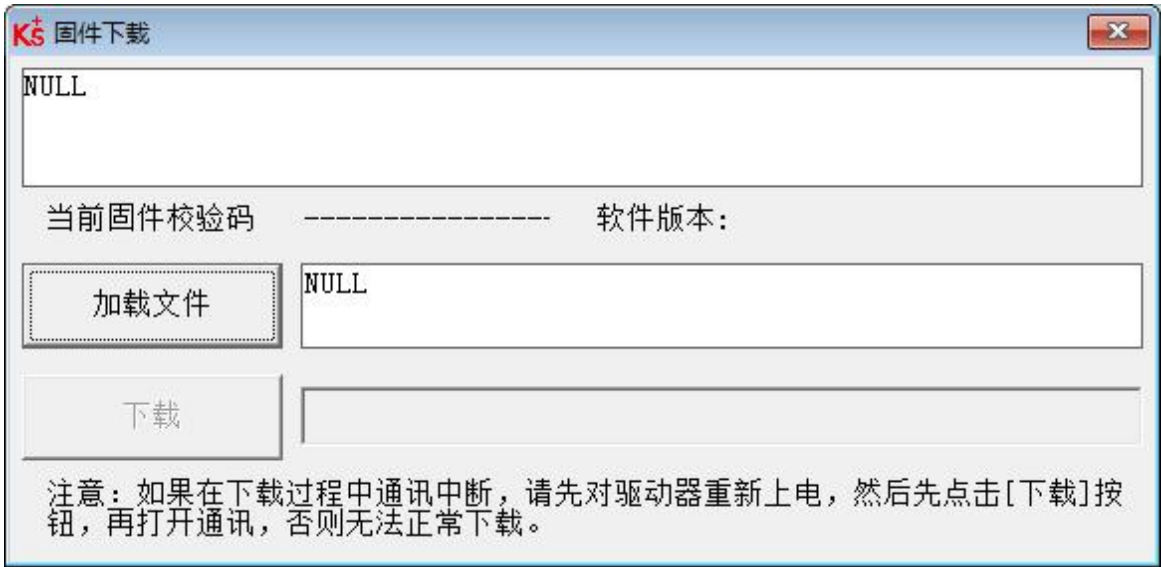 K+S 固件下载
NULL
当前固件校验码 ---------------- 软件版本:
加载文件 NULL
下载
注意:如果在下载过程中通讯中断,请先对驱动器重新上电,然后先点击[下载]按
钮,再打开通讯,否则无法正常下载。